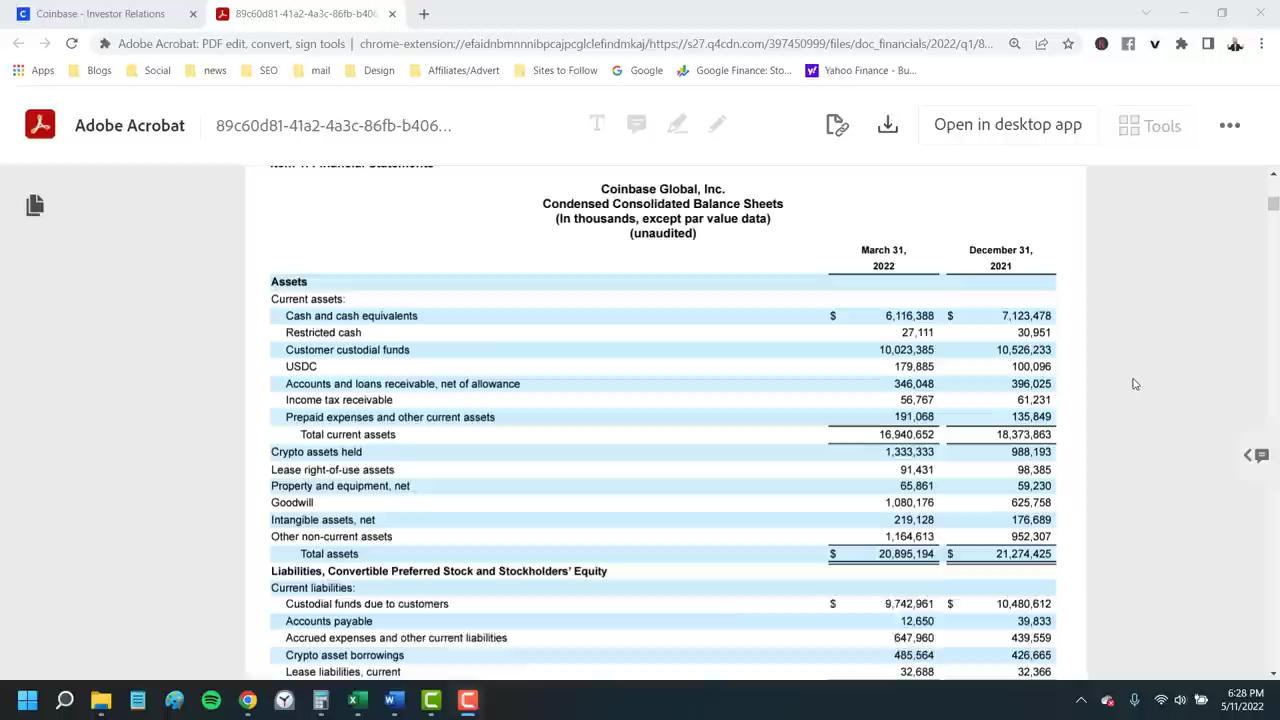 Coinbase - Investor Relations
89c60d81-41a2-4a3c-86fb-b406
Adobe Acrobat: PDF edit, convert, sign tools | chrome-extension://efaidnbmnnnibpcajpcglclefindmkaj/https://s27.q4cdn.com/397450999/files/doc_financials/2022/q1/8...
Apps Blogs Social news SEO mail Design Affiliates/Advert Sites to Follow Google Google Finance: Sto... Yahoo Finance - Bu...
Adobe Acrobat 89c60d81-41a2-4a3c-86fb-b406... Open in desktop app Tools
Coinbase Global, Inc.
Condensed Consolidated Balance Sheets
(In thousands, except par value data)
(unaudited)
March 31, December 31,
2022 2021
Assets
Current assets:
Cash and cash equivalents $ 6,116,388 $ 7,123,478
Restricted cash 27,111 30,951
Customer custodial funds 10,023,385 10,526,233
USDC 179,885 100,096
Accounts and loans receivable, net of allowance 346,048 396,025
Income tax receivable 56,767 61,231
Prepaid expenses and other current assets 191,068 135,849
Total current assets 16,940,652 18,373,863
Crypto assets held 1,333,333 988,193
Lease right-of-use assets 91,431 98,385
Property and equipment, net 65,861 59,230
Goodwill 1,080,176 625,758
Intangible assets, net 219,128 176,689
Other non-current assets 1,164,613 952,307
Total assets $ 20,895,194 $ 21,274,425
Liabilities, Convertible Preferred Stock and Stockholders' Equity
Current liabilities:
Custodial funds due to customers $ 9,742,961 $ 10,480,612
Accounts payable 12,650 39,833
Accrued expenses and other current liabilities 647,960 439,559
Crypto asset borrowings 485,564 426,665
Lease liabilities, current 32,688 32,366
6:28 PM
5/11/2022